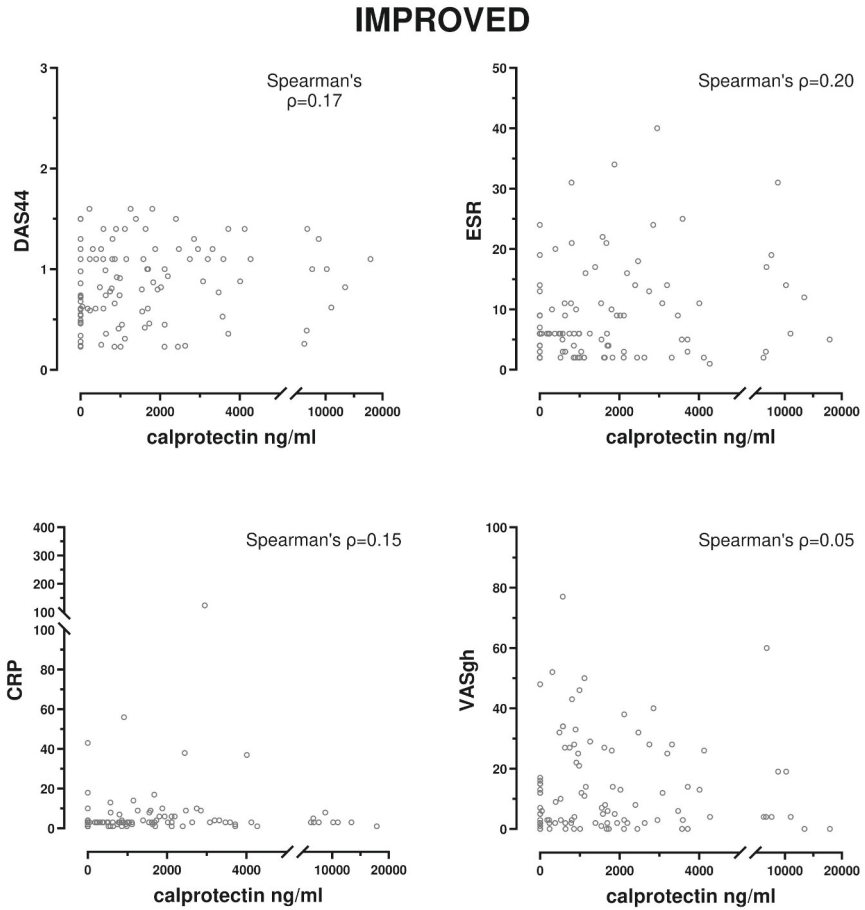 IMPROVED
Spearman's
ρ=0.17
3
2
1
0
DAS44
0 2000 4000 10000 20000
calprotectin ng/ml
Spearman's ρ=0.20
50
40
30
20
10
0
ESR
0 2000 4000 10000 20000
calprotectin ng/ml
Spearman's ρ=0.15
400
300
200
100
100
80
60
40
20
0
CRP
0 2000 4000 10000 20000
calprotectin ng/ml
Spearman's ρ=0.05
100
80
60
40
20
0
VASgh
0 2000 4000 10000 20000
calprotectin ng/ml